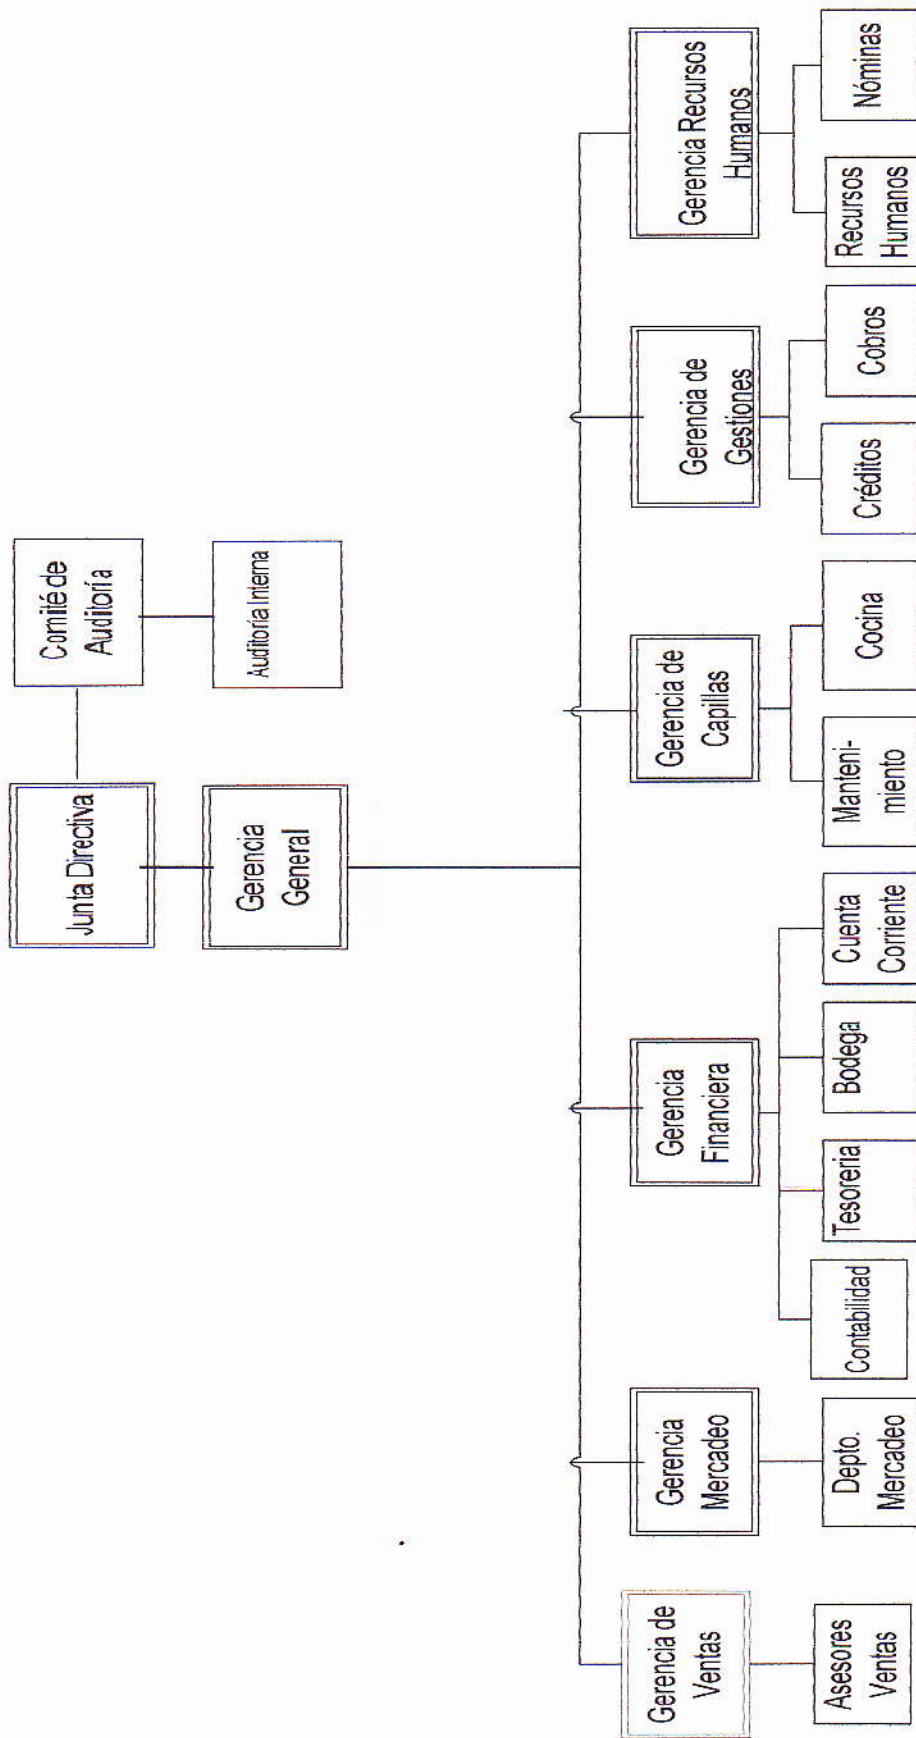 Junta Directiva
Comité de
Auditoría
Gerencia
General
Auditoría Interna
Gerencia de
Ventas
Gerencia
Mercadeo
Gerencia
Financiera
Gerencia de
Capillas
Gerencia de
Gestiones
Gerencia Recursos
Humanos
Asesores
Ventas
Depto.
Mercadeo
Contabilidad
Tesoreria
Bodega
Cuenta
Corriente
Manteni-
miento
Cocina
Créditos
Cobros
Recursos
Humanos
Nóminas